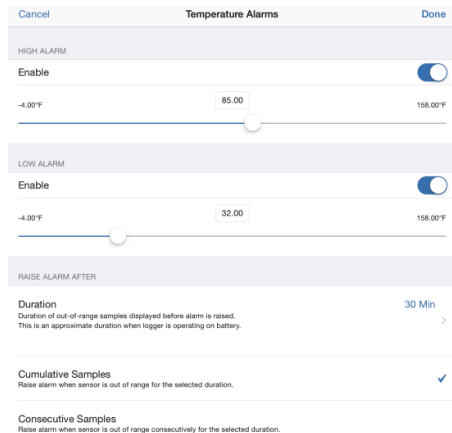 Cancel Temperature Alarms Done
HIGH ALARM
Enable
-4.00°F 85.00 158.00°F
LOW ALARM
Enable
-4.00°F 32.00 158.00°F
RAISE ALARM AFTER
Duration 30 Min
Duration of out-of-range samples displayed before alarm is raised.
This is an approximate duration when logger is operating on battery.
Cumulative Samples
Raise alarm when sensor is out of range for the selected duration.
Consecutive Samples
Raise alarm when sensor is out of range consecutively for the selected duration.